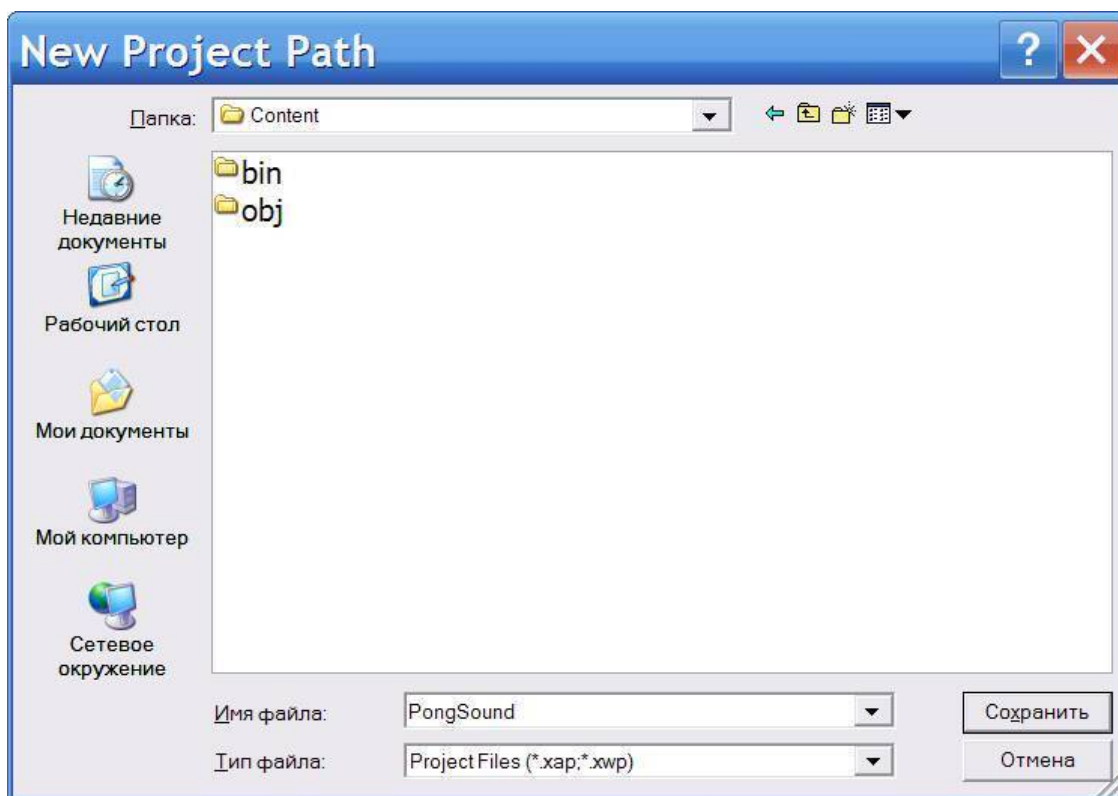 New Project Path
Папка:
Content
bin
obj
Недавние
документы
Рабочий стол
Мои документы
Мой компьютер
Сетевое
окружение
Имя файла:
PongSound
Сохранить
Тип файла:
Project Files (*.xap;*.xwp)
Отмена